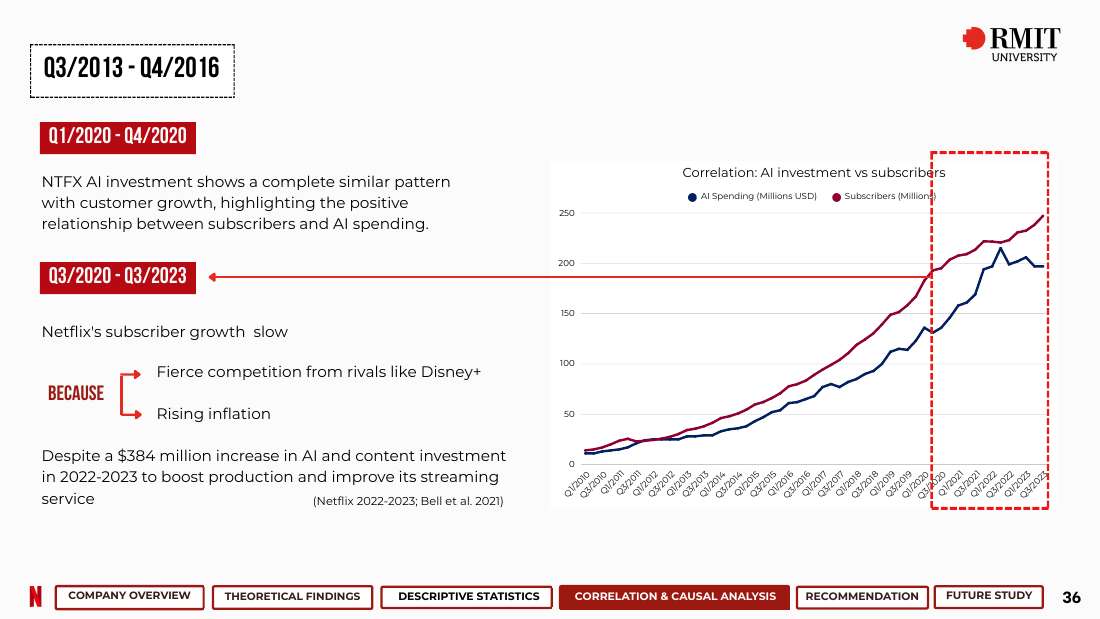 RMIT
UNIVERSITY
Q3/2013 - Q4/2016
Q1/2020 - Q4/2020
NTFX AI investment shows a complete similar pattern
with customer growth, highlighting the positive
relationship between subscribers and AI spending.
Q3/2020 - Q3/2023
Netflix's subscriber growth  slow
BECAUSE
Fierce competition from rivals like Disney+
Rising inflation
Despite a $384 million increase in AI and content investment
in 2022-2023 to boost production and improve its streaming
service
(Netflix 2022-2023; Bell et al. 2021)
Correlation: AI investment vs subscribers
AI Spending (Millions USD)
Subscribers (Millions)
250
200
150
100
50
0
Q1/2010
Q3/2010
Q1/2011
Q3/2011
Q1/2012
Q3/2012
Q1/2013
Q3/2013
Q1/2014
Q3/2014
Q1/2015
Q3/2015
Q1/2016
Q3/2016
Q1/2017
Q3/2017
Q1/2018
Q3/2018
Q1/2019
Q3/2019
Q1/2020
Q3/2020
Q1/2021
Q3/2021
Q1/2022
Q3/2022
Q1/2023
Q3/2023
N
COMPANY OVERVIEW
THEORETICAL FINDINGS
DESCRIPTIVE STATISTICS
CORRELATION & CAUSAL ANALYSIS
RECOMMENDATION
FUTURE STUDY
36